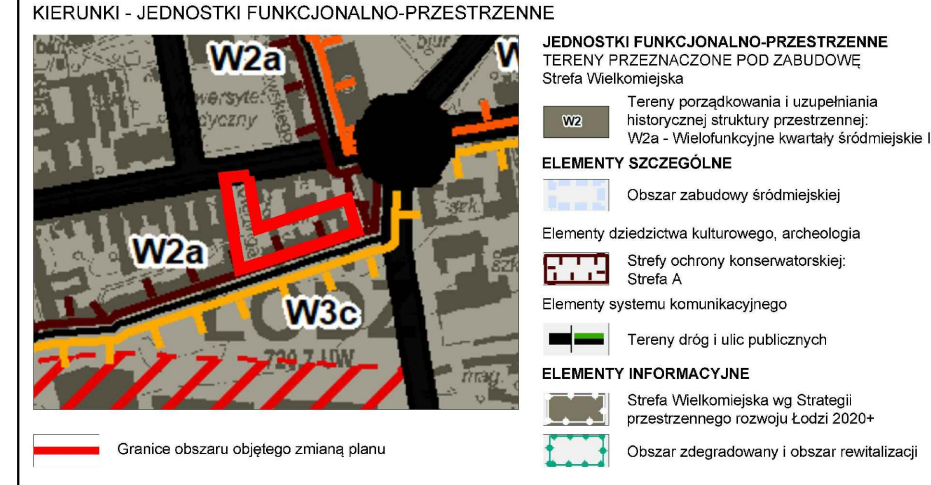 KIERUNKI - JEDNOSTKI FUNKCJONALNO-PRZESTRZENNE
W2a
W2a
W3c
Granice obszaru objętego zmianą planu
JEDNOSTKI FUNKCJONALNO-PRZESTRZENNE
TERENY PRZEZNACZONE POD ZABUDOWĘ
Strefa Wielkomiejska
W2
Tereny porządkowania i uzupełniania
historycznej struktury przestrzennej:
W2a - Wielofunkcyjne kwartały śródmiejskie I
ELEMENTY SZCZEGÓLNE
Obszar zabudowy śródmiejskiej
Elementy dziedzictwa kulturowego, archeologia
Strefy ochrony konserwatorskiej:
Strefa A
Elementy systemu komunikacyjnego
Tereny dróg i ulic publicznych
ELEMENTY INFORMACYJNE
Strefa Wielkomiejska wg Strategii
przestrzennego rozwoju Łodzi 2020+
Obszar zdegradowany i obszar rewitalizacji